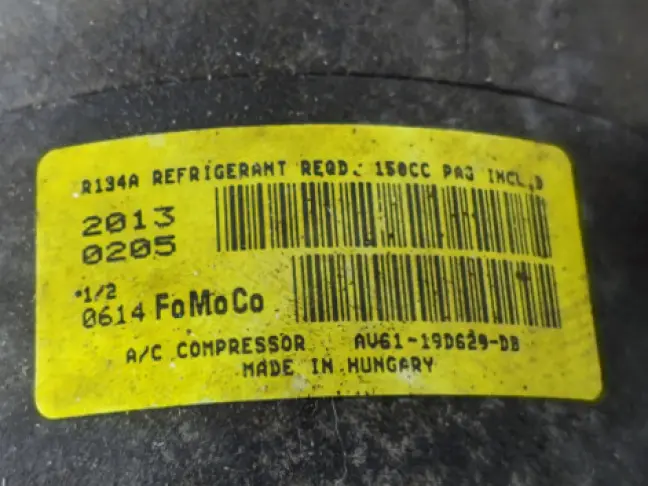 R134A REFRIGERANT REQD. 150CC PAG INCL.D
2013
0205
*1/2
0614 FoMoCo
A/C COMPRESSOR AV61-19D629-DB
MADE IN HUNGARY